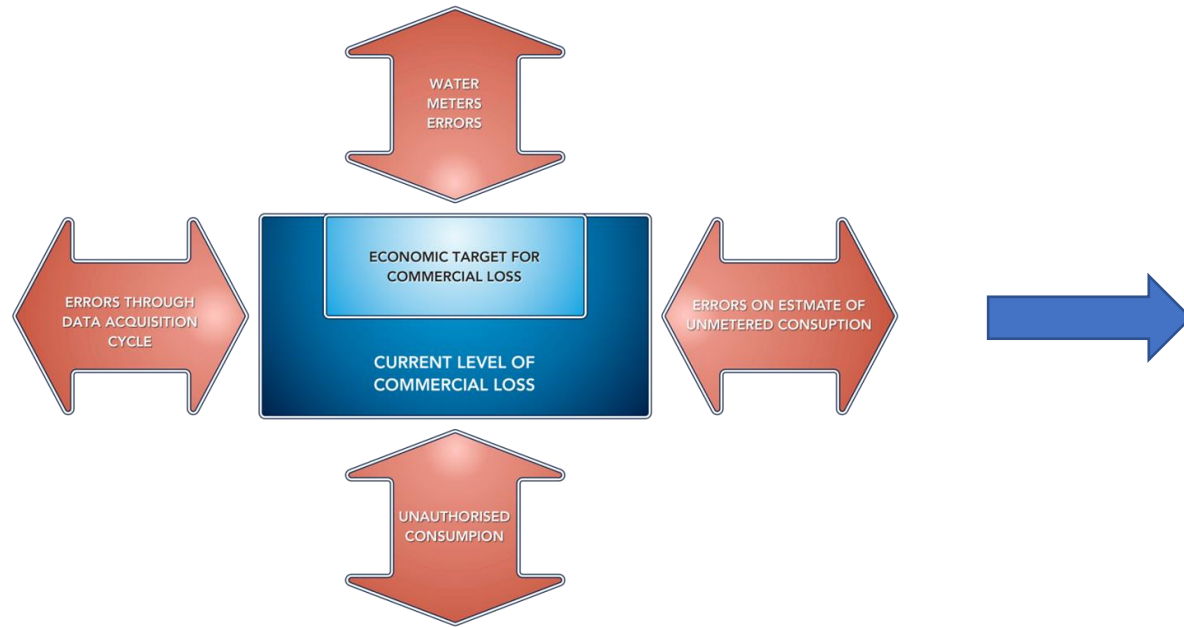 WATER
METERS
ERRORS
ECONOMIC TARGET FOR
COMMERCIAL LOSS
ERRORS THROUGH
DATA ACQUISITION
CYCLE
ERRORS ON ESTMATE OF
UNMETERED CONSUPTION
CURRENT LEVEL OF
COMMERCIAL LOSS
UNAUTHORISED
CONSUMPION